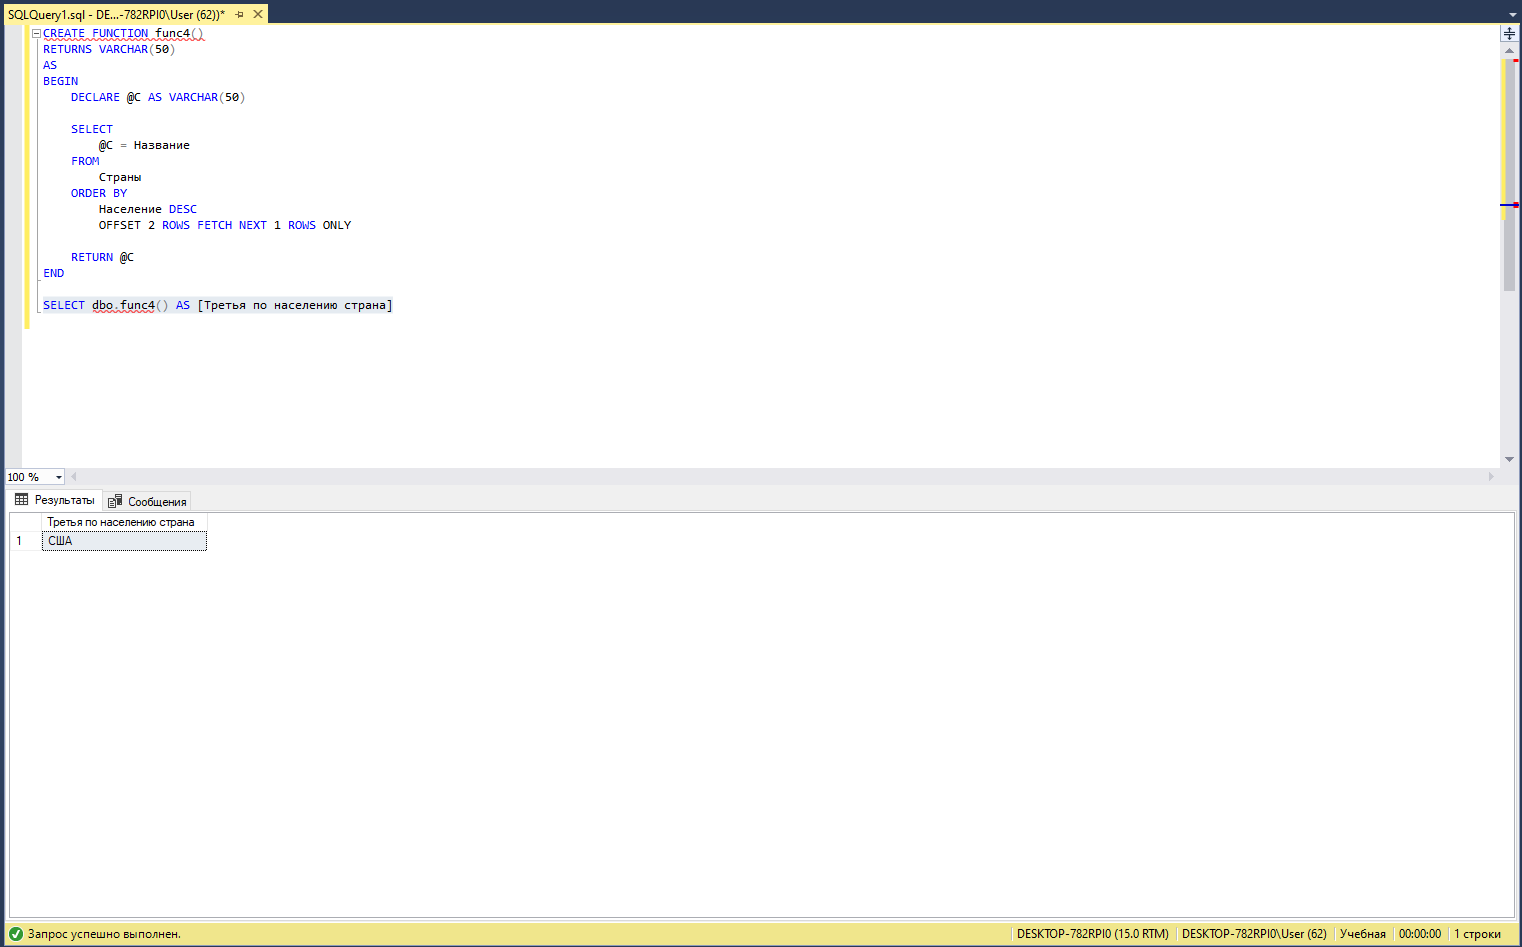 SQLQuery1.sql - DE...-782RPI0\User (62))*
CREATE FUNCTION func4()
RETURNS VARCHAR(50)
AS
BEGIN
DECLARE @C AS VARCHAR(50)
SELECT
@C = Название
FROM
Страны
ORDER BY
Население DESC
OFFSET 2 ROWS FETCH NEXT 1 ROWS ONLY
RETURN @C
END
SELECT dbo.func4() AS [Третья по населению страна]
100 %
Результаты Сообщения
Третья по населению страна
1 США
Запрос успешно выполнен. DESKTOP-782RPI0 (15.0 RTM) DESKTOP-782RPI0\User (62) Учебная 00:00:00 1 строки